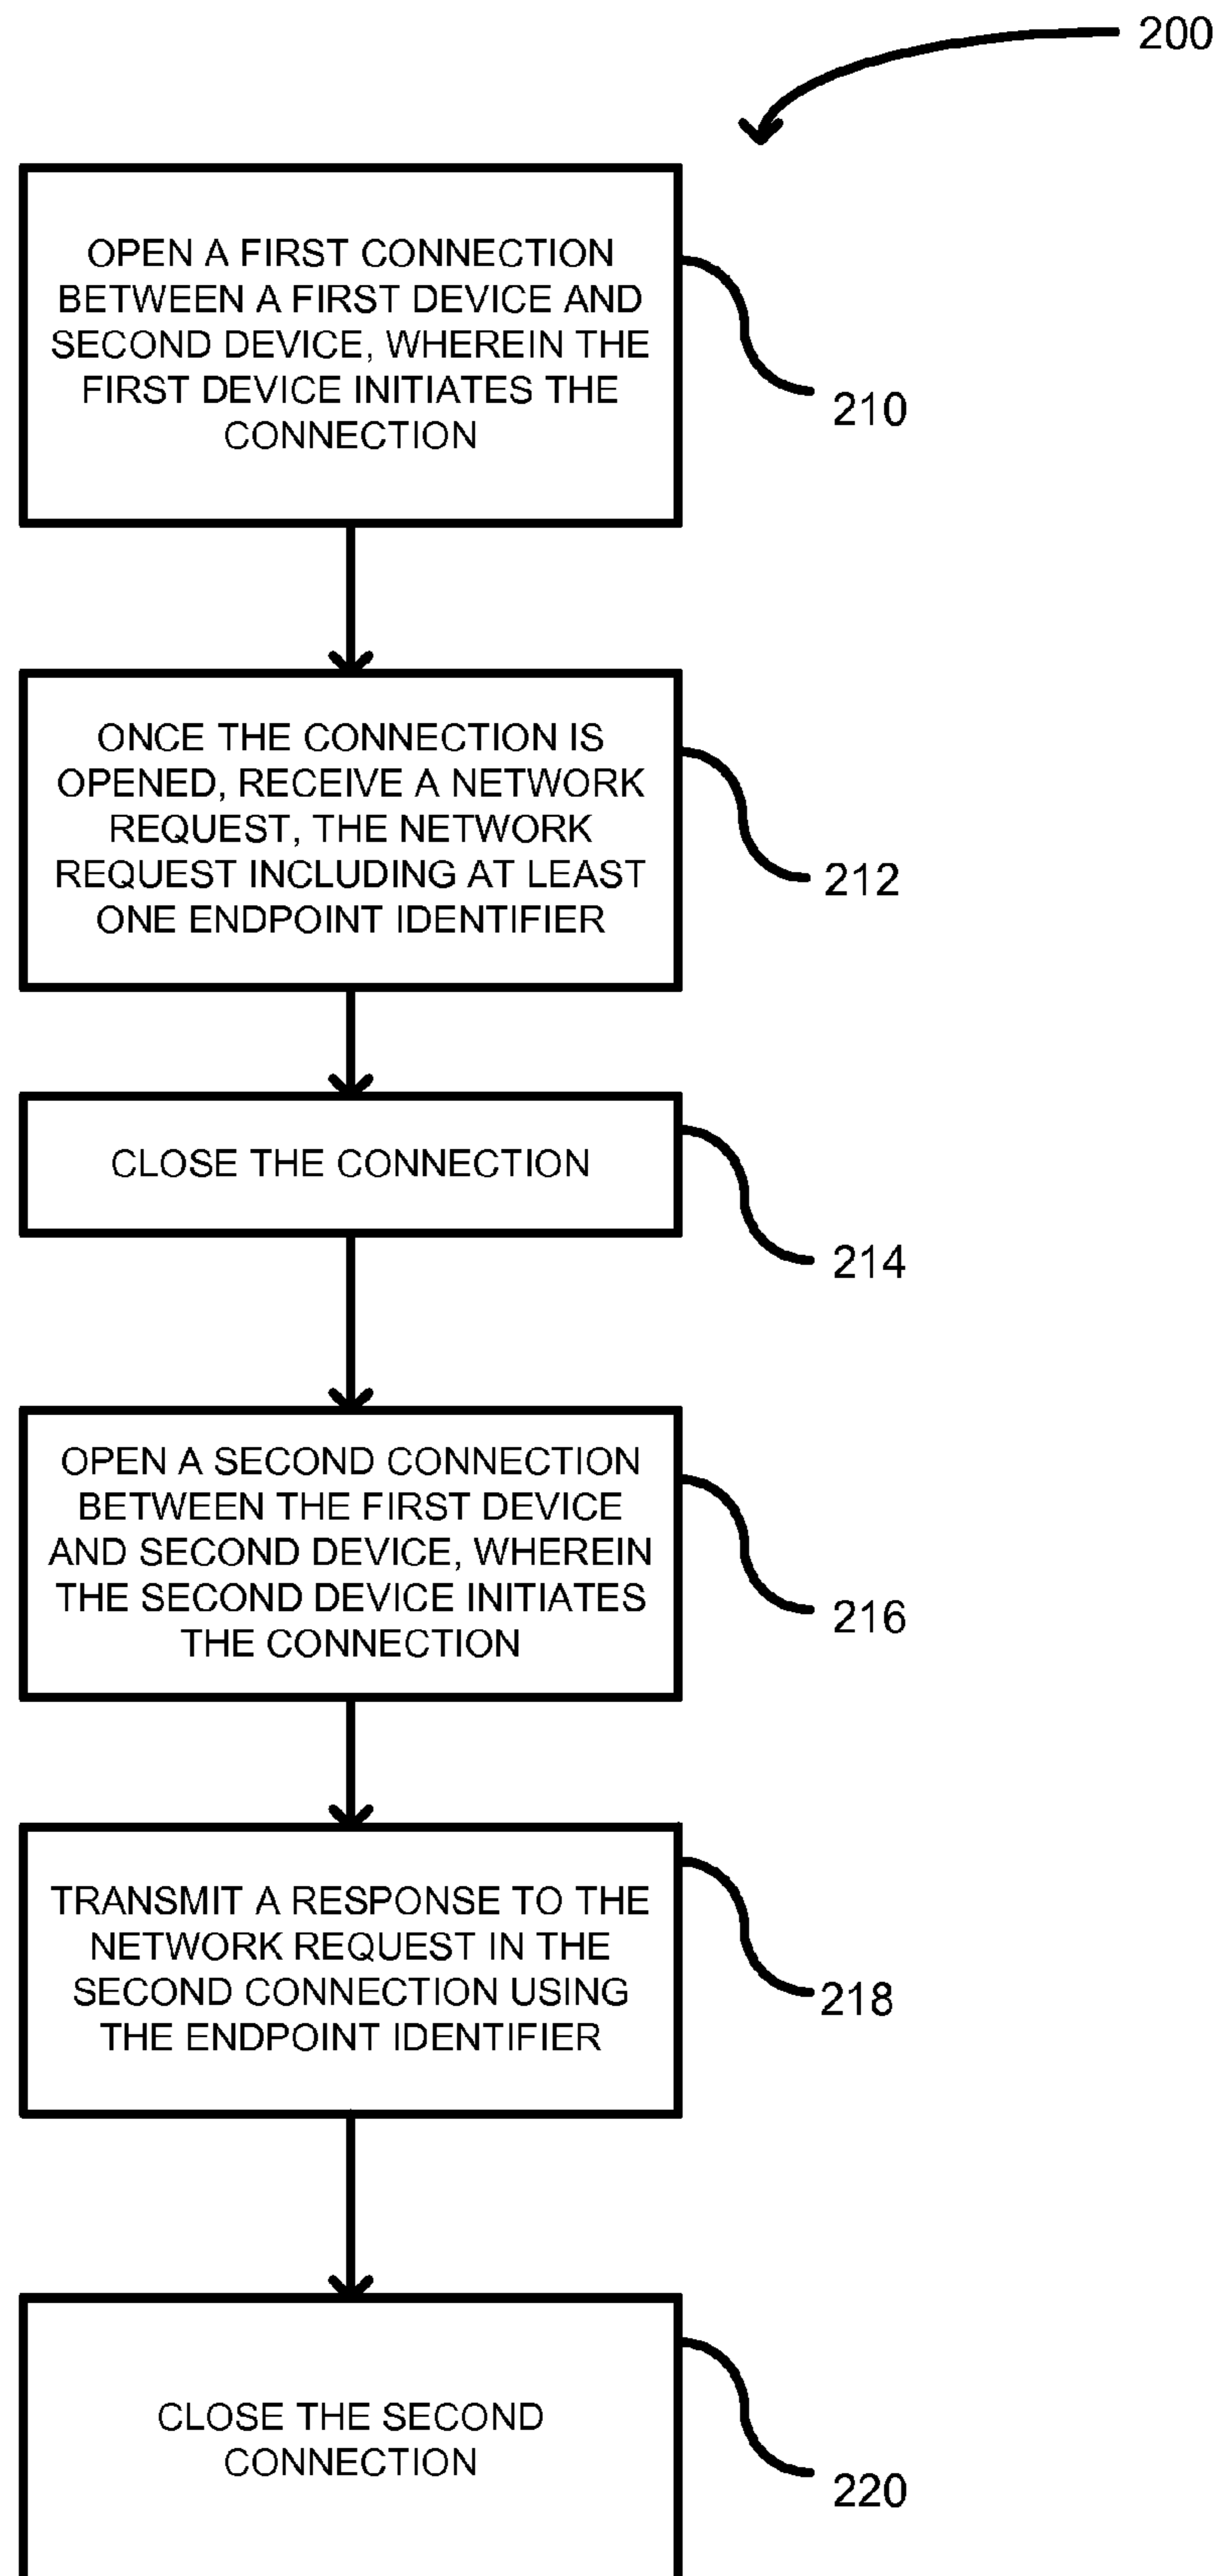 200
OPEN A FIRST CONNECTION
BETWEEN A FIRST DEVICE AND
SECOND DEVICE, WHEREIN THE
FIRST DEVICE INITIATES THE
CONNECTION
210
ONCE THE CONNECTION IS
OPENED, RECEIVE A NETWORK
REQUEST, THE NETWORK
REQUEST INCLUDING AT LEAST
ONE ENDPOINT IDENTIFIER
212
CLOSE THE CONNECTION
214
OPEN A SECOND CONNECTION
BETWEEN THE FIRST DEVICE
AND SECOND DEVICE, WHEREIN
THE SECOND DEVICE INITIATES
THE CONNECTION
216
TRANSMIT A RESPONSE TO THE
NETWORK REQUEST IN THE
SECOND CONNECTION USING
THE ENDPOINT IDENTIFIER
218
CLOSE THE SECOND
CONNECTION
220